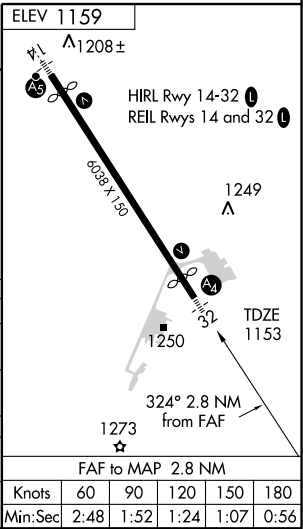 ELEV 1159
1208±
14
A5
V
HIRL Rwy 14-32 L
REIL Rwys 14 and 32 L
6038 X 150
1249
V
A4
32
TDZE
1153
1250
324° 2.8 NM
from FAF
1273
FAF to MAP 2.8 NM
Knots 60 90 120 150 180
Min:Sec 2:48 1:52 1:24 1:07 0:56